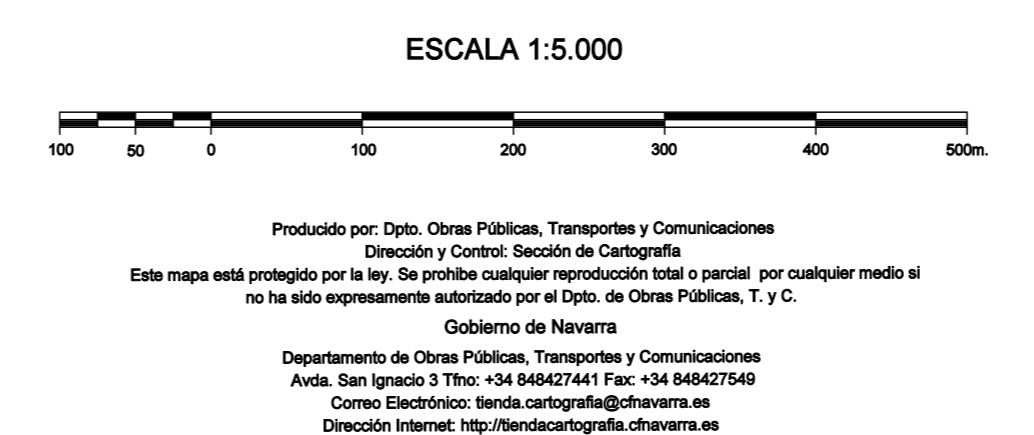 ESCALA 1:5.000
100 50 0 100 200 300 400 500m.
Producido por: Dpto. Obras Públicas, Transportes y Comunicaciones
Dirección y Control: Sección de Cartografía
Este mapa está protegido por la ley. Se prohibe cualquier reproducción total o parcial por cualquier medio si
no ha sido expresamente autorizado por el Dpto. de Obras Públicas, T. y C.
Gobierno de Navarra
Departamento de Obras Públicas, Transportes y Comunicaciones
Avda. San Ignacio 3 Tfno: +34 848427441 Fax: +34 848427549
Correo Electrónico: tienda.cartografia@cfnavarra.es
Dirección Internet: http://tiendacartografia.cfnavarra.es